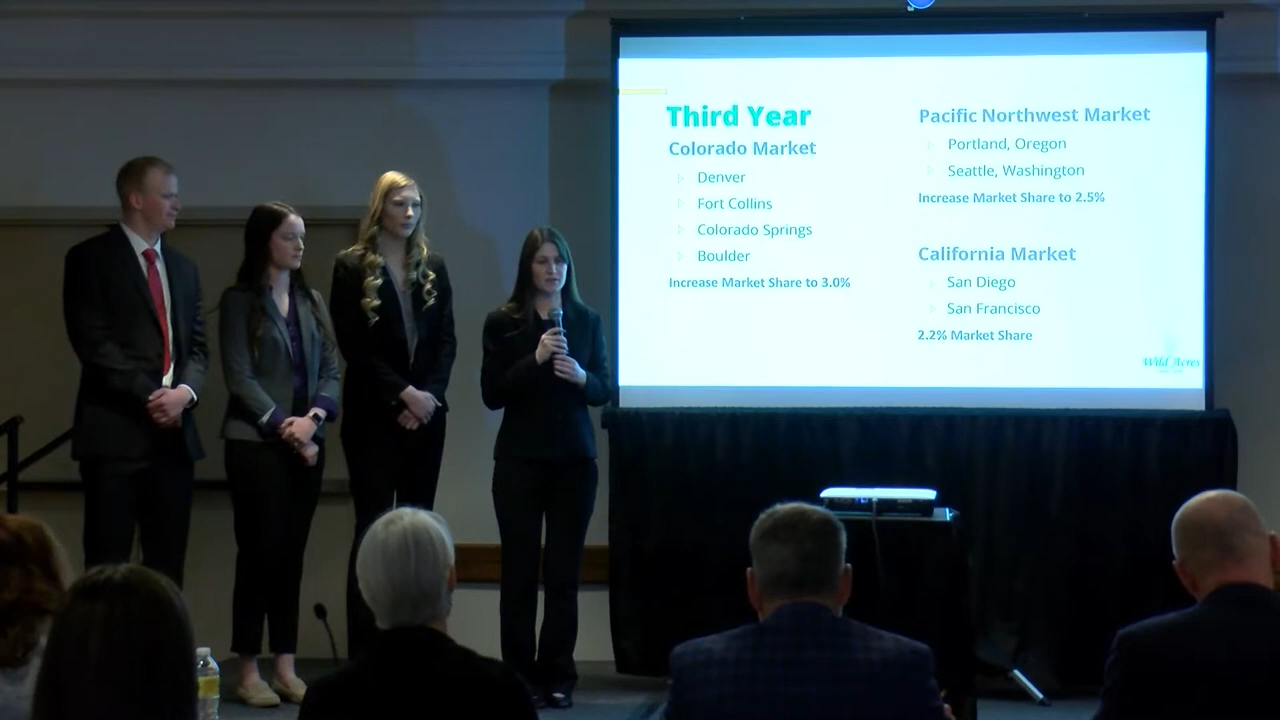 Third Year
Colorado Market
Denver
Fort Collins
Colorado Springs
Boulder
Increase Market Share to 3.0%
Pacific Northwest Market
Portland, Oregon
Seattle, Washington
Increase Market Share to 2.5%
California Market
San Diego
San Francisco
2.2% Market Share
Wild Acres